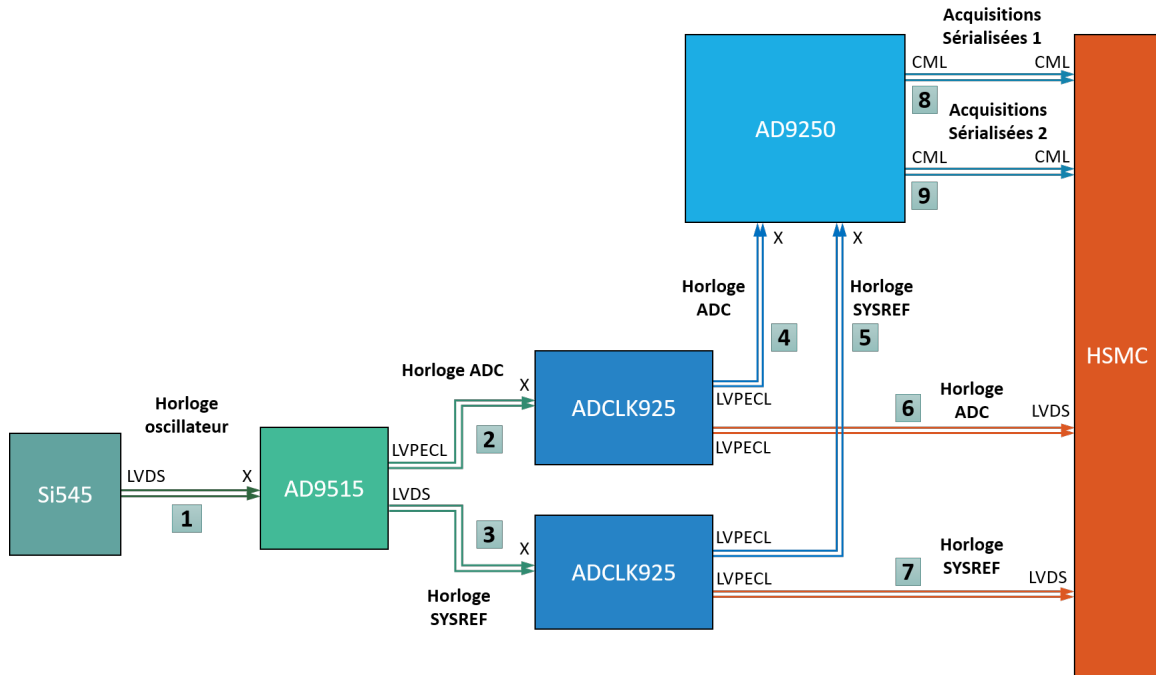 Acquisitions
Sérialisées 1
CML
CML
8
AD9250
Acquisitions
Sérialisées 2
CML
CML
9
X
X
Horloge
ADC
Horloge
SYSREF
4
5
HSMC
Horloge ADC
X
ADCLK925
LVPECL
LVPECL
6
Horloge
ADC
LVDS
Horloge
oscillateur
LVPECL
2
Si545
LVDS
X
1
AD9515
LVDS
3
X
Horloge
SYSREF
ADCLK925
LVPECL
LVPECL
7
Horloge
SYSREF
LVDS